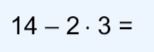 14 – 2 · 3 =